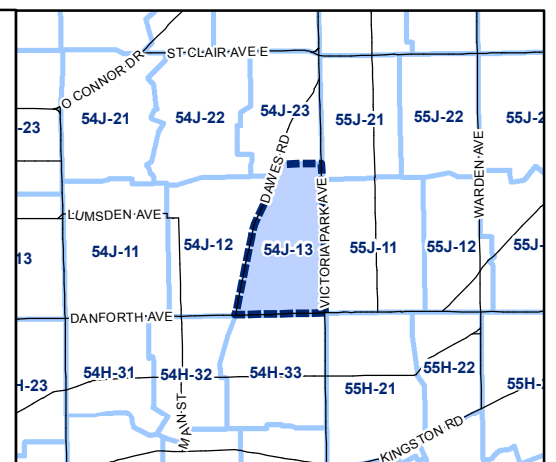 ST CLAIR AVE E
O CONNOR DR
54J-23
-23
54J-21
54J-22
55J-21
55J-22
55J-2
DAWES RD
WARDEN AVE
VICTORIA PARK AVE
LUMSDEN AVE
13
54J-11
54J-12
54J-13
55J-11
55J-12
55J-
DANFORTH AVE
54H-31
54H-32
54H-33
55H-21
55H-22
55H-
H-23
MAIN ST
KINGSTON RD